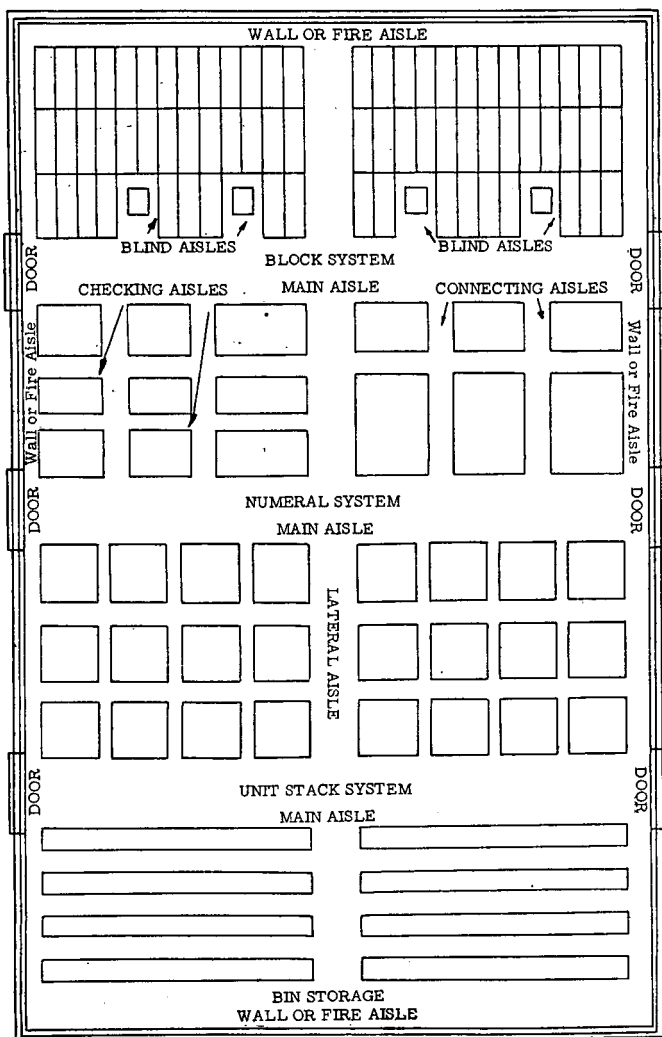 WALL OR FIRE AISLE
BLIND AISLES
BLIND AISLES
DOOR
BLOCK SYSTEM
DOOR
CHECKING AISLES
MAIN AISLE
CONNECTING AISLES
Wall or Fire Aisle
Wall or Fire Aisle
DOOR
NUMERAL SYSTEM
DOOR
MAIN AISLE
LATERAL AISLE
DOOR
UNIT STACK SYSTEM
DOOR
MAIN AISLE
BIN STORAGE
WALL OR FIRE AISLE